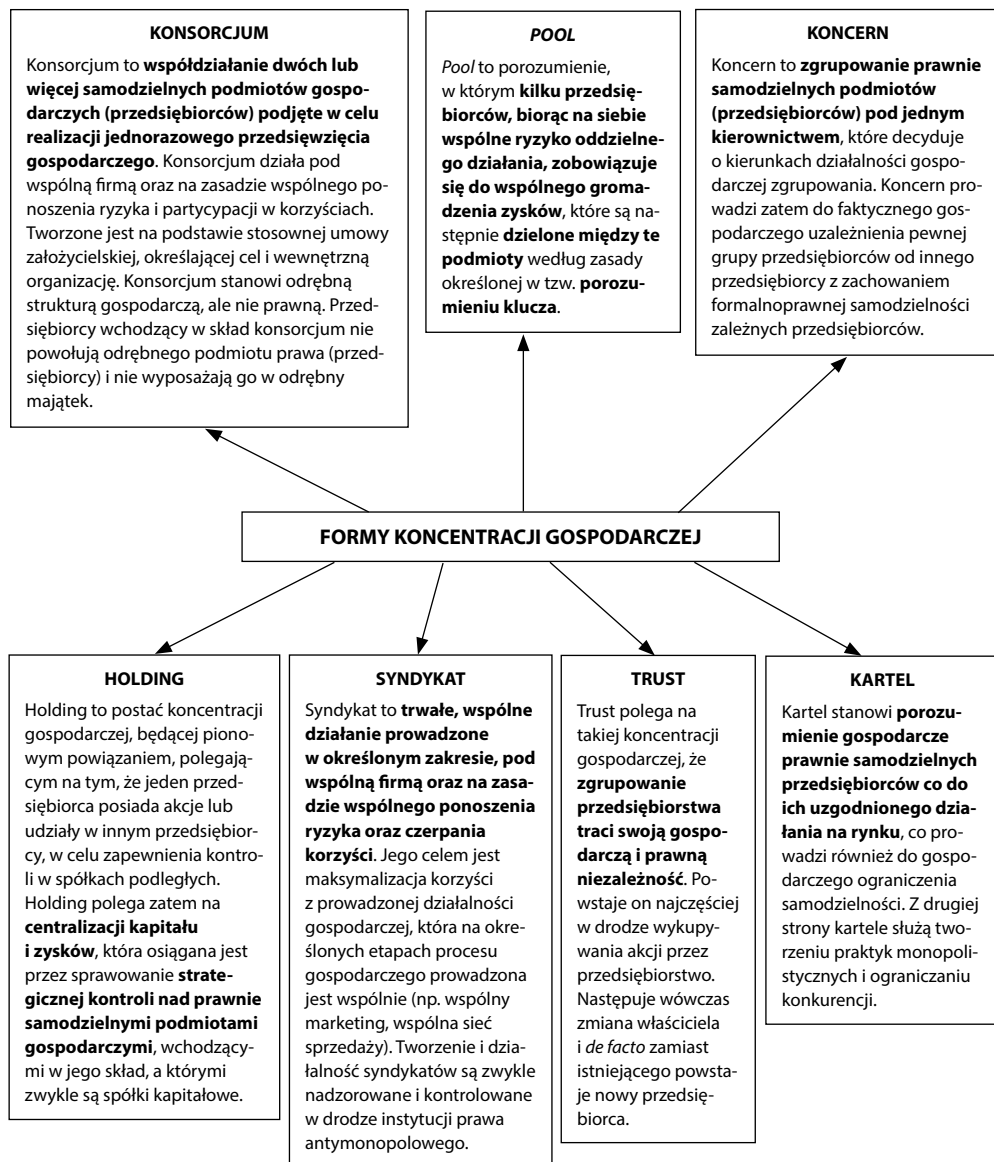 KONSORCJUM
Konsorcjum to współdziałanie dwóch lub
więcej samodzielnych podmiotów gospo-
darczych (przedsiębiorców) podjęte w celu
realizacji jednorazowego przedsięwzięcia
gospodarczego. Konsorcjum działa pod
wspólną firmą oraz na zasadzie wspólnego po-
noszenia ryzyka i partycypacji w korzyściach.
Tworzone jest na podstawie stosownej umowy
założycielskiej, określającej cel i wewnętrzną
organizację. Konsorcjum stanowi odrębną
strukturą gospodarczą, ale nie prawną. Przed-
siębiorcy wchodzący w skład konsorcjum nie
powołują odrębnego podmiotu prawa (przed-
siębiorcy) i nie wyposażają go w odrębny
majątek.
POOL
Pool to porozumienie,
w którym kilku przedsię-
biorców, biorąc na siebie
wspólne ryzyko oddzielne-
go działania, zobowiązuje
się do wspólnego groma-
dzenia zysków, które są na-
stępnie dzielone między te
podmioty według zasady
określonej w tzw. porozu-
mieniu klucza.
KONCERN
Koncern to zgrupowanie prawnie
samodzielnych podmiotów
(przedsiębiorców) pod jednym
kierownictwem, które decyduje
o kierunkach działalności gospo-
darczej zgrupowania. Koncern pro-
wadzi zatem do faktycznego gos-
podarczego uzależnienia pewnej
grupy przedsiębiorców od innego
przedsiębiorcy z zachowaniem
formalnoprawnej samodzielności
zależnych przedsiębiorców.
FORMY KONCENTRACJI GOSPODARCZEJ
HOLDING
Holding to postać koncentracji
gospodarczej, będącej piono-
wym powiązaniem, polegają-
cym na tym, że jeden przed-
siębiorca posiada akcje lub
udziały w innym przedsiębior-
cy, w celu zapewnienia kontro-
li w spółkach podległych.
Holding polega zatem na
centralizacji kapitału
i zysków, która osiągana jest
przez sprawowanie strate-
gicznej kontroli nad prawnie
samodzielnymi podmiotami
gospodarczymi, wchodzący-
mi w jego skład, a którymi
zwykle są spółki kapitałowe.
SYNDYKAT
Syndykat to trwałe, wspólne
działanie prowadzone
w określonym zakresie, pod
wspólną firmą oraz na zasa-
dzie wspólnego ponoszenia
ryzyka oraz czerpania
korzyści. Jego celem jest
maksymalizacja korzyści
z prowadzonej działalności
gospodarczej, która na okre-
ślonych etapach procesu
gospodarczego prowadzona
jest wspólnie (np. wspólny
marketing, wspólna sieć
sprzedaży). Tworzenie i dzia-
łalność syndykatów są zwykle
nadzorowane i kontrolowane
w drodze instytucji prawa
antymonopolowego.
TRUST
Trust polega na
takiej koncentracji
gospodarczej, że
zgrupowanie
przedsiębiorstwa
traci swoją gospo-
darczą i prawną
niezależność. Po-
wstaje on najczęściej
w drodze wykupy-
wania akcji przez
przedsiębiorstwo.
Następuje wówczas
zmiana właściciela
i de facto zamiast
istniejącego powsta-
je nowy przedsię-
biorca.
KARTEL
Kartel stanowi porozu-
mienie gospodarcze
prawnie samodzielnych
przedsiębiorców co do
ich uzgodnionego dzia-
łania na rynku, co pro-
wadzi również do gospo-
darczego ograniczenia
samodzielności. Z drugiej
strony kartele służą two-
rzeniu praktyk monopoli-
stycznych i ograniczaniu
konkurencji.